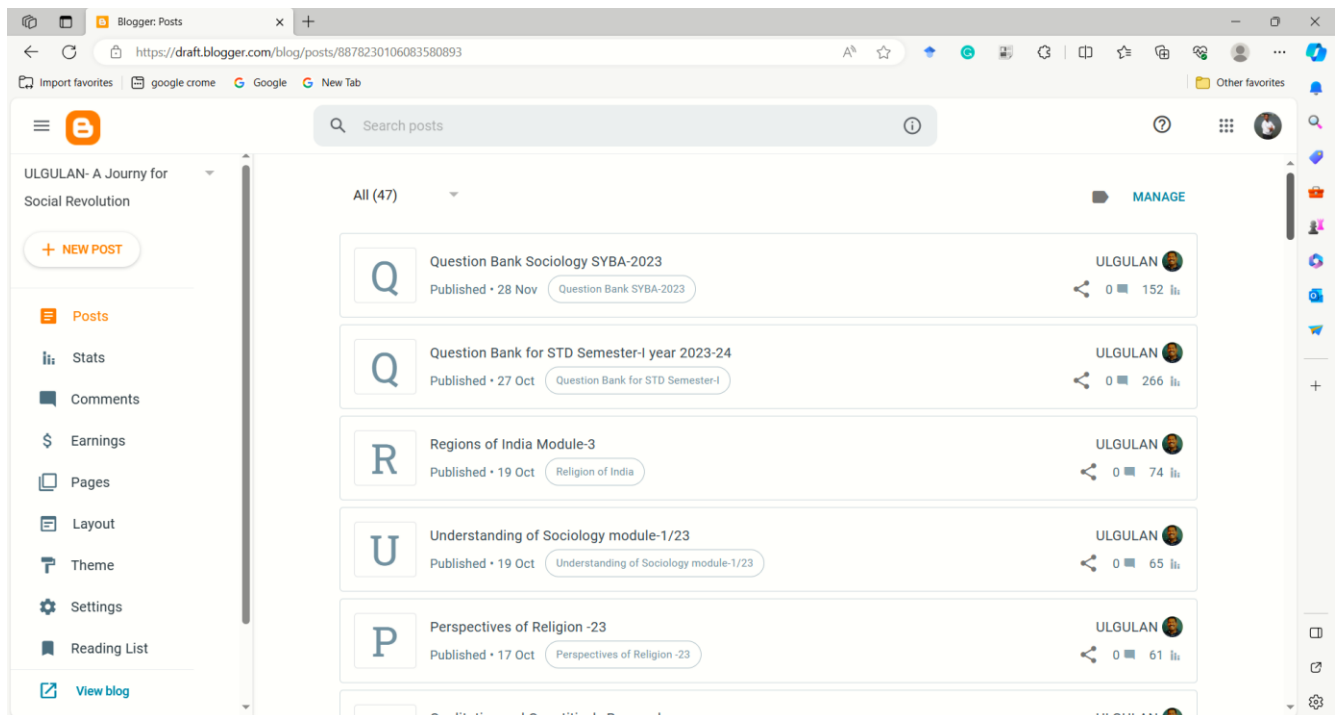 Blogger: Posts
https://draft.blogger.com/blog/posts/8878230106083580893
Import favorites
google crome
Google
New Tab
Other favorites
Search posts
ULGULAN- A Journy for
Social Revolution
+ NEW POST
Posts
Stats
Comments
Earnings
Pages
Layout
Theme
Settings
Reading List
View blog
All (47)
MANAGE
Q
Question Bank Sociology SYBA-2023
ULGULAN
Published • 28 Nov
Question Bank SYBA-2023
0
152
Q
Question Bank for STD Semester-I year 2023-24
ULGULAN
Published • 27 Oct
Question Bank for STD Semester-I
0
266
R
Regions of India Module-3
ULGULAN
Published • 19 Oct
Religion of India
0
74
U
Understanding of Sociology module-1/23
ULGULAN
Published • 19 Oct
Understanding of Sociology module-1/23
0
65
P
Perspectives of Religion -23
ULGULAN
Published • 17 Oct
Perspectives of Religion -23
0
61